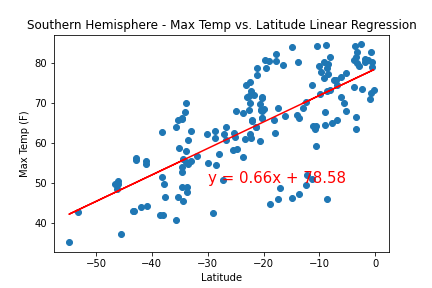 Southern Hemisphere - Max Temp vs. Latitude Linear Regression
80
70
60
50
40
Max Temp (F)
y = 0.66x + 78.58
−50
−40
−30
−20
−10
0
Latitude